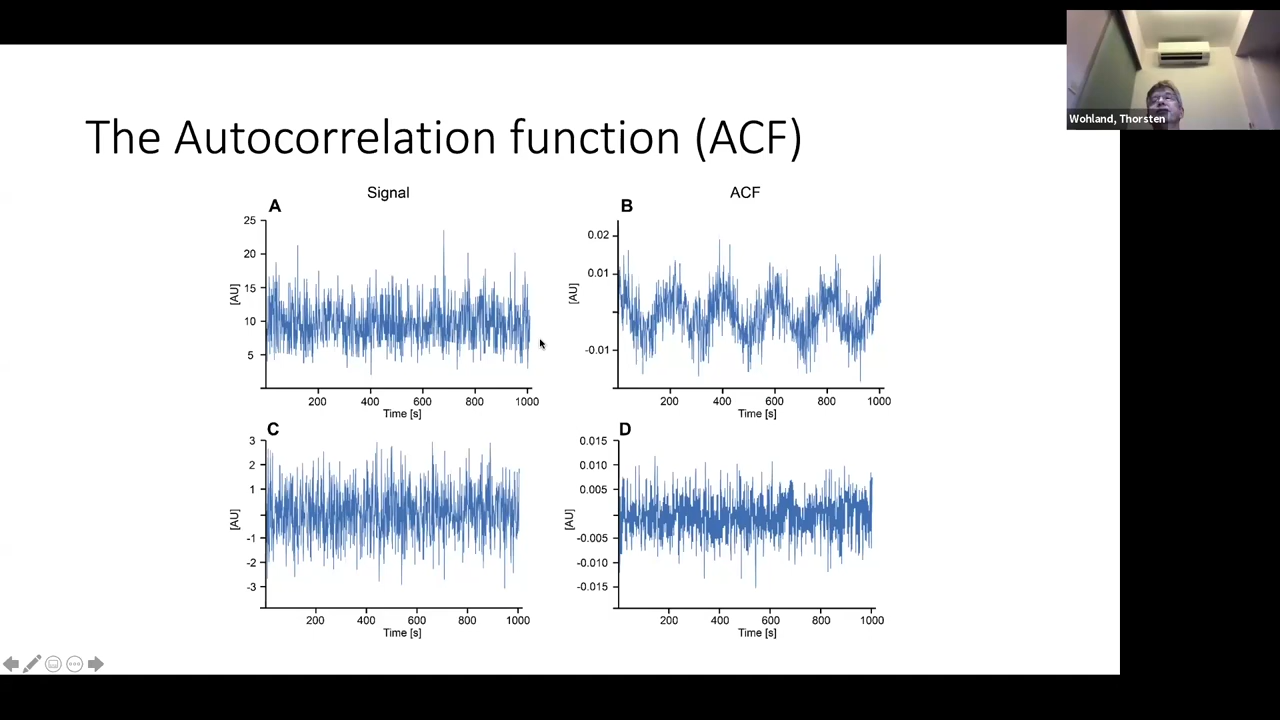 Wohland, Thorsten
The Autocorrelation function (ACF)
Signal
ACF
A
25
20
15
10
5
[AU]
200 400 600 800 1000
Time [s]
B
0.02
0.01
-0.01
[AU]
200 400 600 800 1000
Time [s]
C
3
2
1
-1
-2
-3
[AU]
200 400 600 800 1000
Time [s]
D
0.015
0.010
0.005
-0.005
-0.010
-0.015
[AU]
200 400 600 800 1000
Time [s]